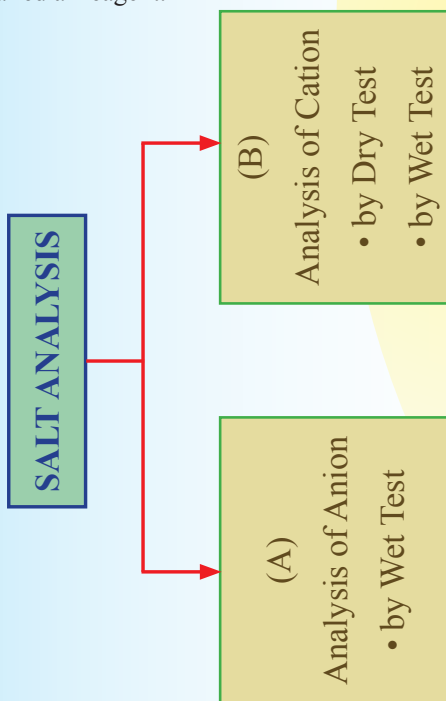 SALT ANALYSIS
(A)
Analysis of Anion
• by Wet Test
(B)
Analysis of Cation
• by Dry Test
• by Wet Test